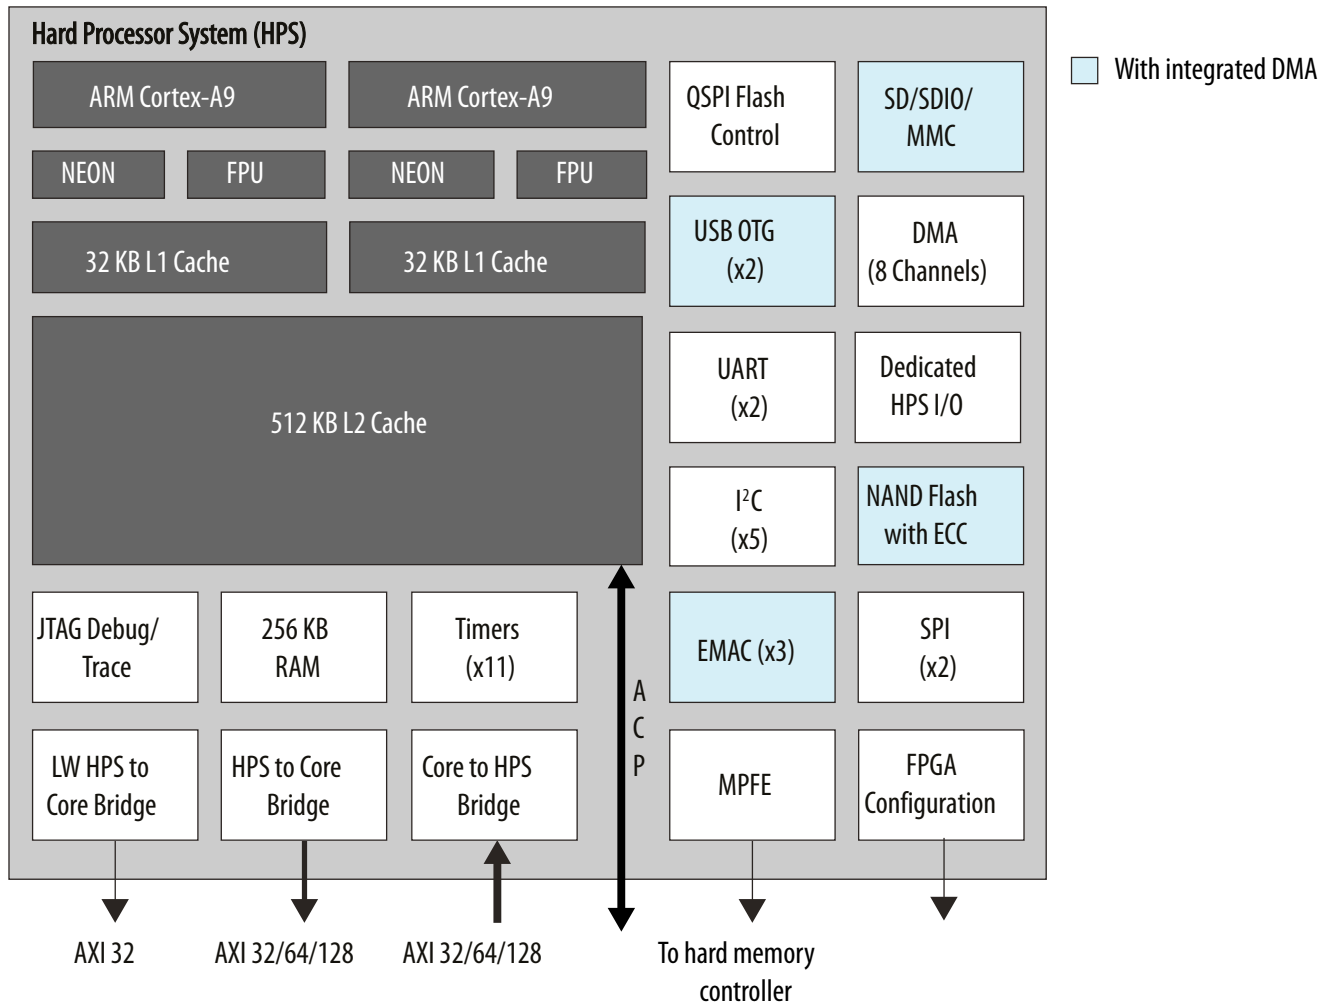 Hard Processor System (HPS)
With integrated DMA
ARM Cortex-A9
ARM Cortex-A9
NEON
FPU
NEON
FPU
32 KB L1 Cache
32 KB L1 Cache
512 KB L2 Cache
QSPI Flash
Control
SD/SDIO/
MMC
USB OTG
(x2)
DMA
(8 Channels)
UART
(x2)
Dedicated
HPS I/O
I²C
(x5)
NAND Flash
with ECC
JTAG Debug/
Trace
256 KB
RAM
Timers
(x11)
A
C
P
EMAC (x3)
SPI
(x2)
LW HPS to
Core Bridge
HPS to Core
Bridge
Core to HPS
Bridge
MPFE
FPGA
Configuration
AXI 32
AXI 32/64/128
AXI 32/64/128
To hard memory
controller